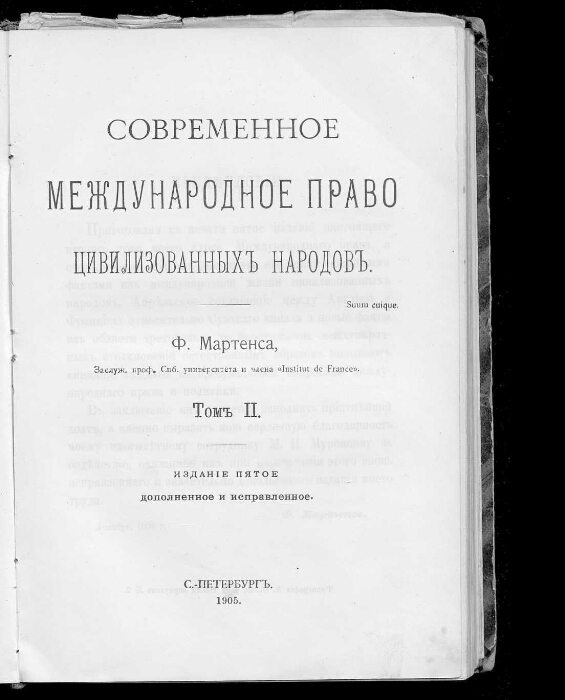 СОВРЕМЕННОЕ
МЕЖДУНАРОДНОЕ ПРАВО
ЦИВИЛИЗОВАННЫХЪ НАРОДОВЪ.
Suum cuique.
Ф. Мартенса,
Заслуж. проф. Спб. университета и члена «Institut de France».
Томъ II.
ИЗДАНІЕ ПЯТОЕ
дополненное и исправленное.
С.-ПЕТЕРБУРГЪ.
1905.